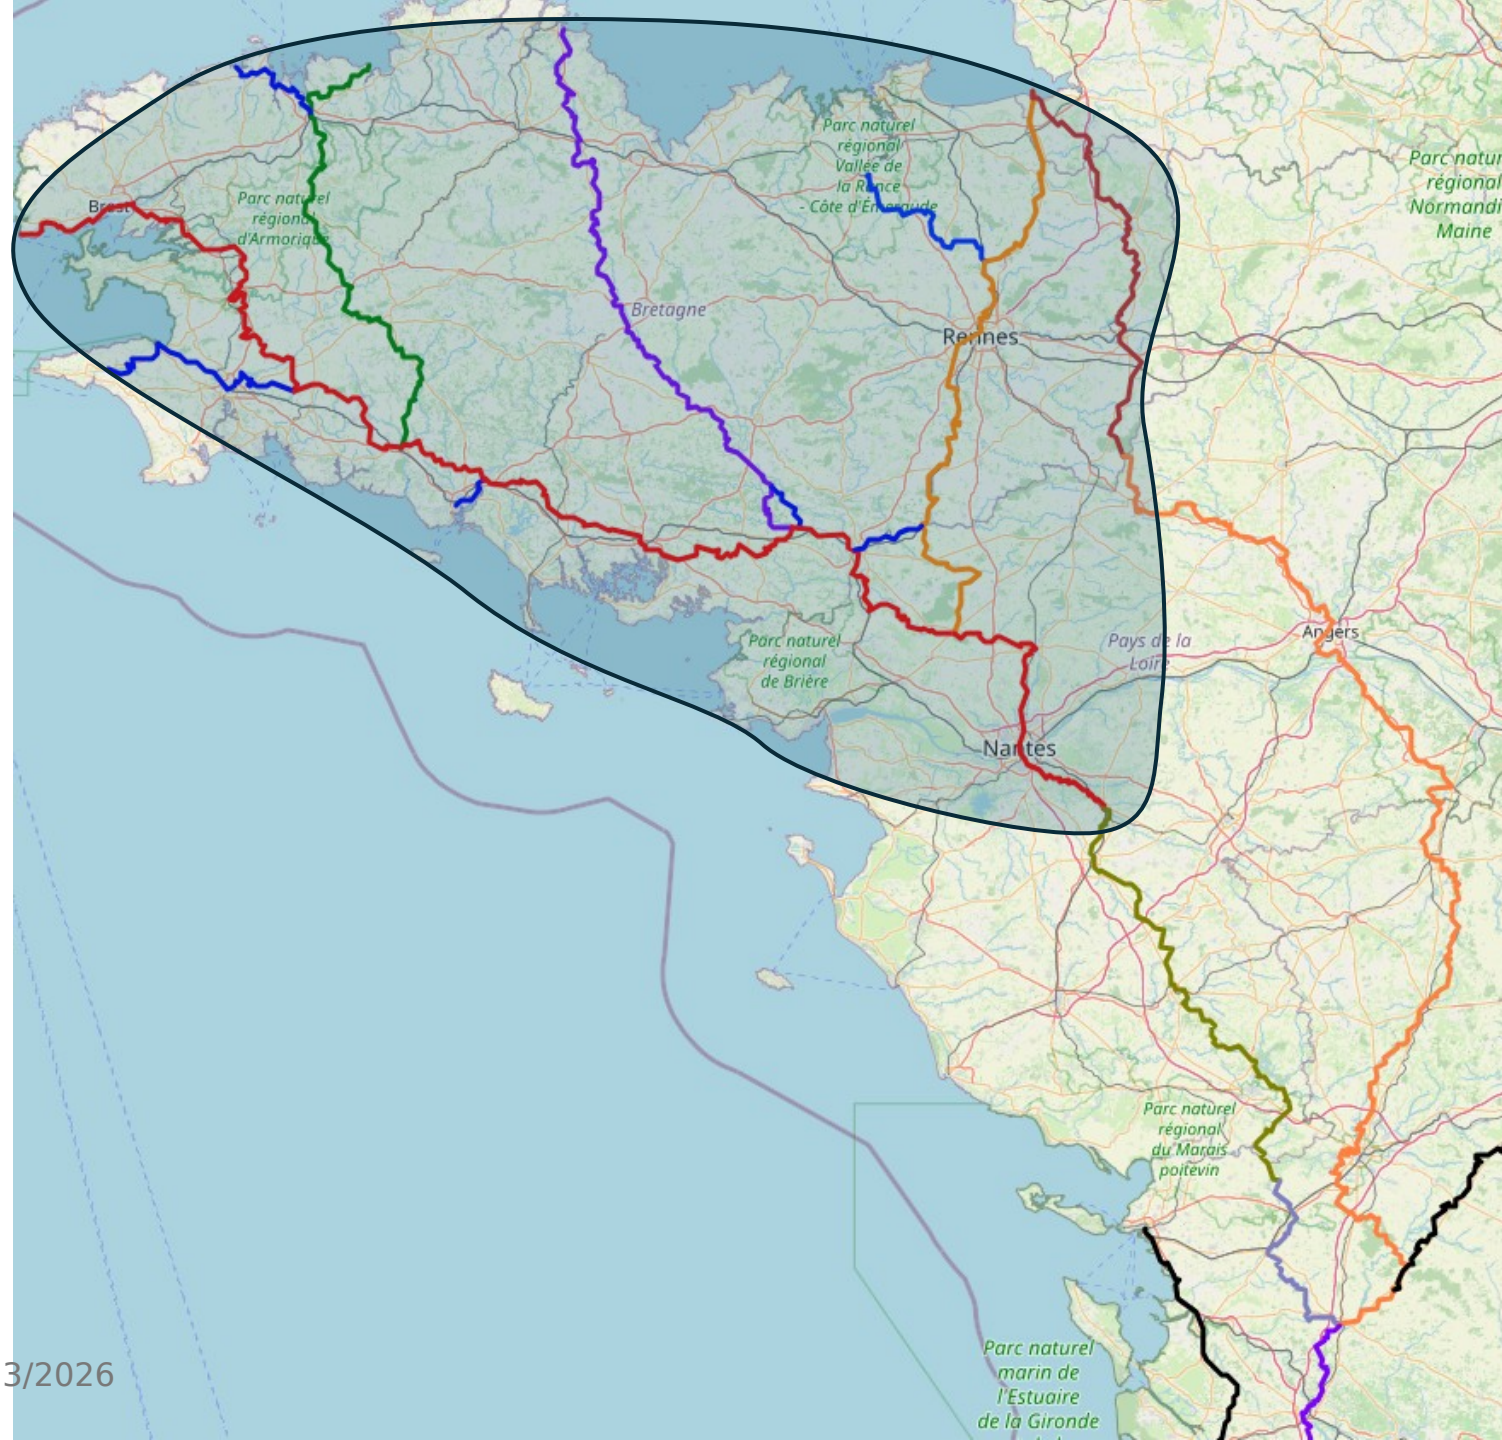 Parc naturel
régional
Vallée de
la Rance
- Côte d'Émeraude
Parc natur
régional
Normandi
Maine
Brest
Parc naturel
régional
d'Armorique
Bretagne
Rennes
Angers
Parc naturel
régional
de Brière
Pays de la
Loire
Nantes
Parc naturel
régional
du Marais
poitevin
Parc naturel
marin de
l'Estuaire
de la Gironde
3/2026